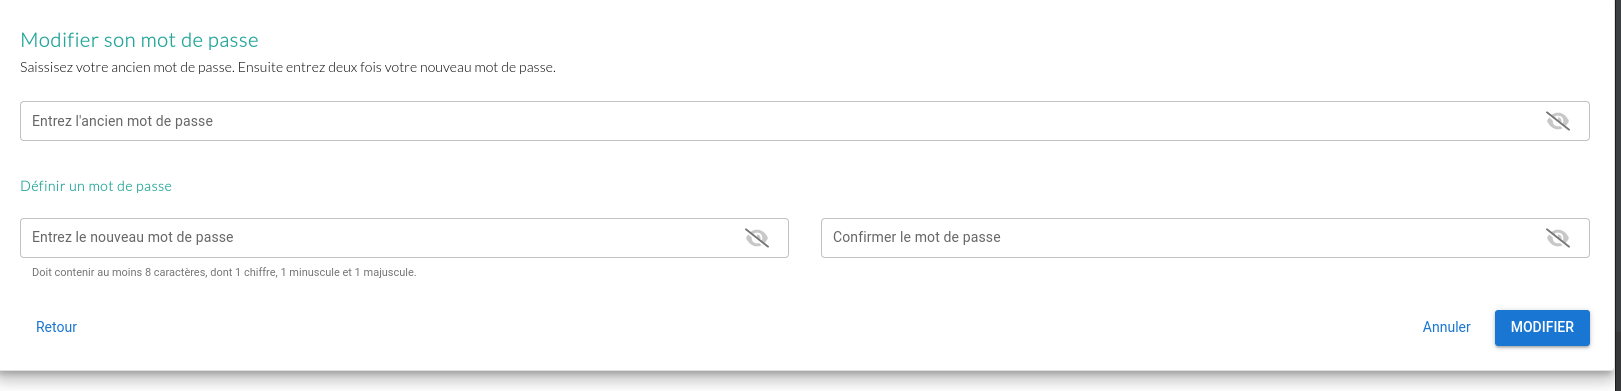 Modifier son mot de passe
Saissisez votre ancien mot de passe. Ensuite entrez deux fois votre nouveau mot de passe.
Entrez l'ancien mot de passe
Définir un mot de passe
Entrez le nouveau mot de passe
Confirmer le mot de passe
Doit contenir au moins 8 caractères, dont 1 chiffre, 1 minuscule et 1 majuscule.
Retour
Annuler
MODIFIER